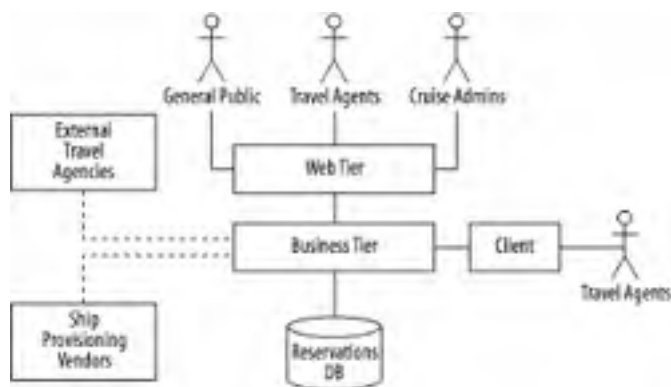 General Public
Travel Agents
Cruise Admins
External
Travel
Agencies
Web Tier
Business Tier
Client
Travel Agents
Ship
Provisioning
Vendors
Reservations
DB